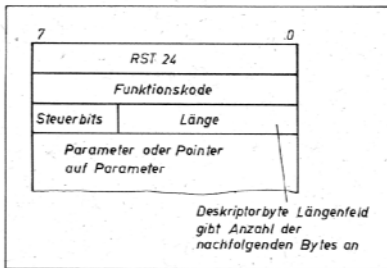 7 .0
RST 24
Funktionskode
Steuerbits Länge
Parameter oder Pointer
auf Parameter
Deskriptorbyte Längenfeld
gibt Anzahl der
nachfolgenden Bytes an